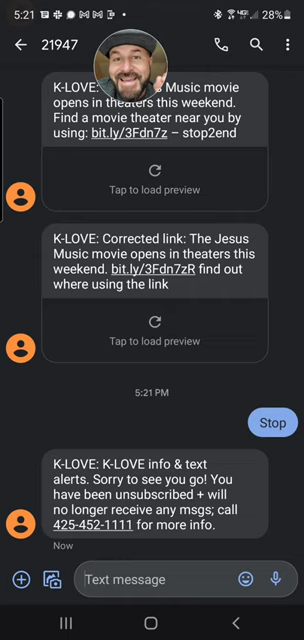 5:21
28%
21947
K-LOVE: Music movie
opens in theaters this weekend.
Find a movie theater near you by
using: bit.ly/3Fdn7z – stop2end
Tap to load preview
K-LOVE: Corrected link: The Jesus
Music movie opens in theaters this
weekend. bit.ly/3Fdn7zR find out
where using the link
Tap to load preview
5:21 PM
Stop
K-LOVE: K-LOVE info & text
alerts. Sorry to see you go! You
have been unsubscribed + will
no longer receive any msgs; call
425-452-1111 for more info.
Now
Text message